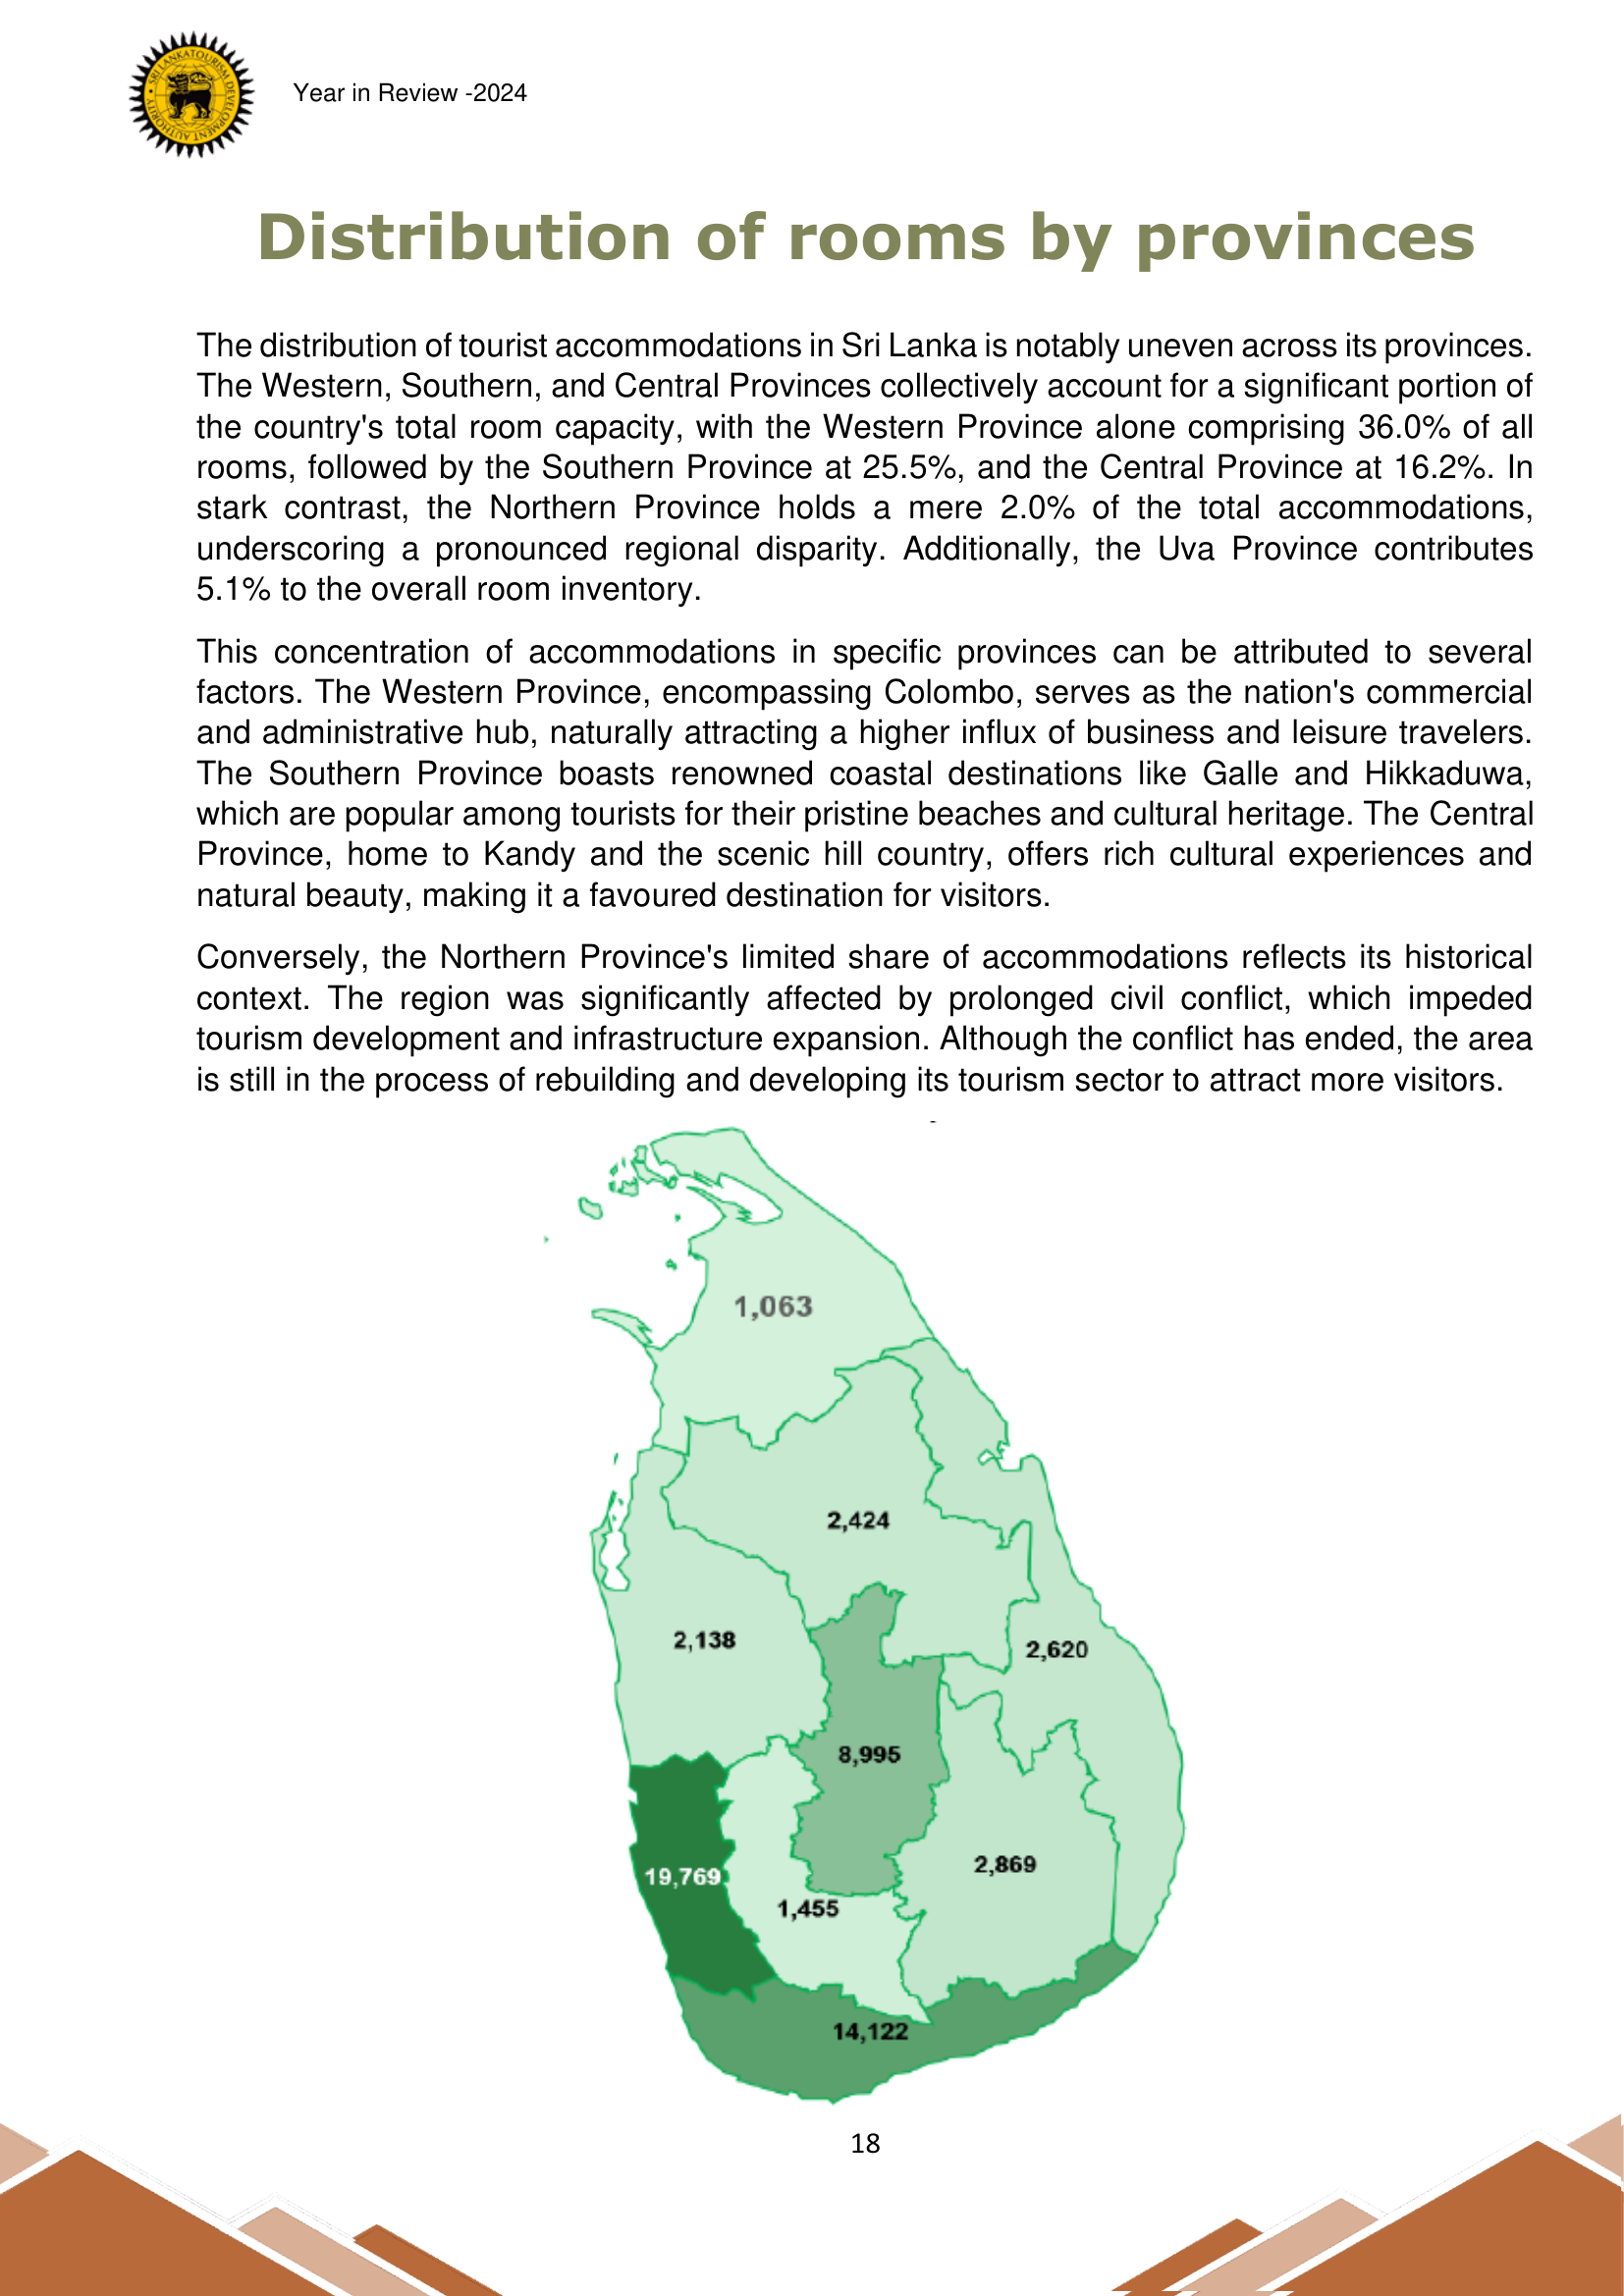 SRI LANKA TOURISM DEVELOPMENT AUTHORITY
Year in Review -2024
Distribution of rooms by provinces
The distribution of tourist accommodations in Sri Lanka is notably uneven across its provinces.
The Western, Southern, and Central Provinces collectively account for a significant portion of
the country's total room capacity, with the Western Province alone comprising 36.0% of all
rooms, followed by the Southern Province at 25.5%, and the Central Province at 16.2%. In
stark contrast, the Northern Province holds a mere 2.0% of the total accommodations,
underscoring a pronounced regional disparity. Additionally, the Uva Province contributes
5.1% to the overall room inventory.
This concentration of accommodations in specific provinces can be attributed to several
factors. The Western Province, encompassing Colombo, serves as the nation's commercial
and administrative hub, naturally attracting a higher influx of business and leisure travelers.
The Southern Province boasts renowned coastal destinations like Galle and Hikkaduwa,
which are popular among tourists for their pristine beaches and cultural heritage. The Central
Province, home to Kandy and the scenic hill country, offers rich cultural experiences and
natural beauty, making it a favoured destination for visitors.
Conversely, the Northern Province's limited share of accommodations reflects its historical
context. The region was significantly affected by prolonged civil conflict, which impeded
tourism development and infrastructure expansion. Although the conflict has ended, the area
is still in the process of rebuilding and developing its tourism sector to attract more visitors.
1,063
2,424
2,138
2,620
8,995
2,869
19,769
1,455
14,122
18